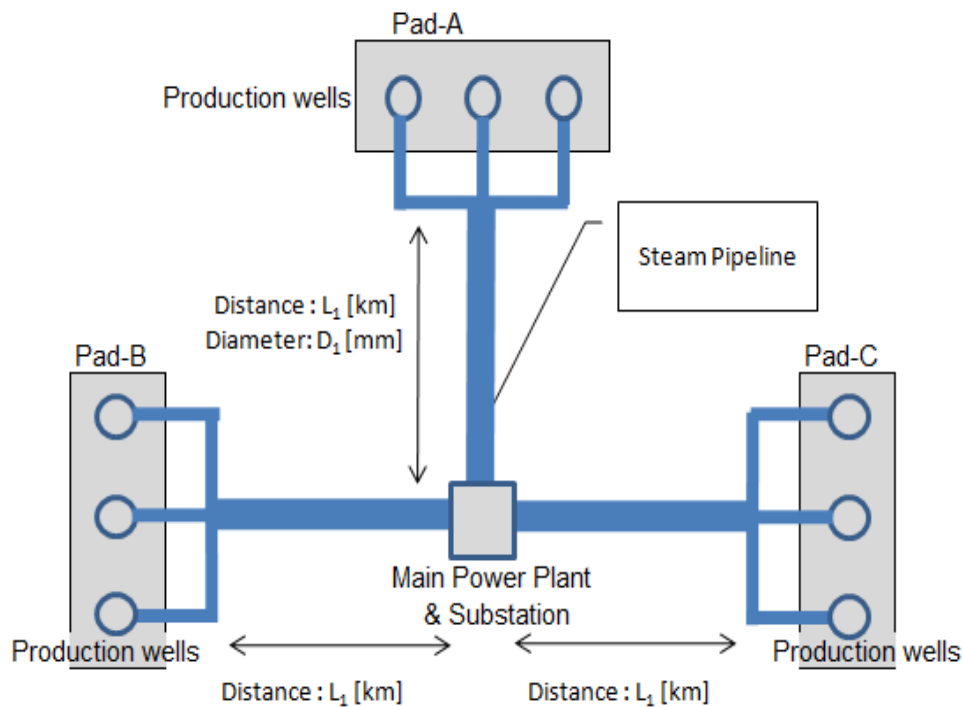 Pad-A
Production wells
Steam Pipeline
Distance : L₁ [km]
Diameter: D₁ [mm]
Pad-B
Pad-C
Main Power Plant
& Substation
Production wells
Production wells
Distance : L₁ [km]
Distance : L₁ [km]